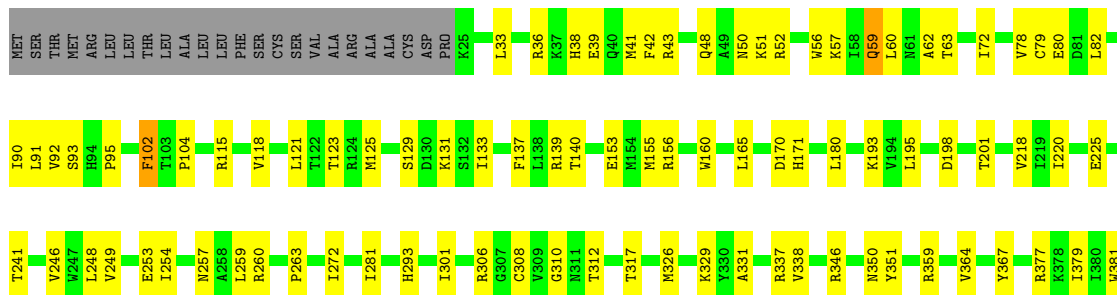 MET SER THR MET ARG LEU LEU LEU THR LEU ALA LEU LEU PHE SER CYS SER VAL ALA ARG ALA ALA CYS ASP PRO K25 L33 R36 K37 H38 E39 Q40 M41 F42 R43 Q48 A49 N50 K51 R52 W56 K57 I58 Q59 L60 N61 A62 T63 I72 V78 C79 E80 D81 L82
I90 L91 V92 S93 H94 P95 F102 T103 P104 R115 V118 L121 T122 T123 R124 M125 S129 D130 K131 S132 I133 F137 L138 R139 T140 E153 M154 M155 R156 W160 L165 D170 H171 L180 K193 V194 L195 D198 T201 V218 I219 I220 E225
T241 V246 W247 L248 V249 E253 I254 N257 A258 L259 R260 P263 I272 I281 H293 I301 R306 G307 C308 V309 G310 N311 T312 T317 M326 K329 Y330 A331 R337 V338 R346 N350 Y351 R359 V364 Y367 R377 K378 I379 I380 W381